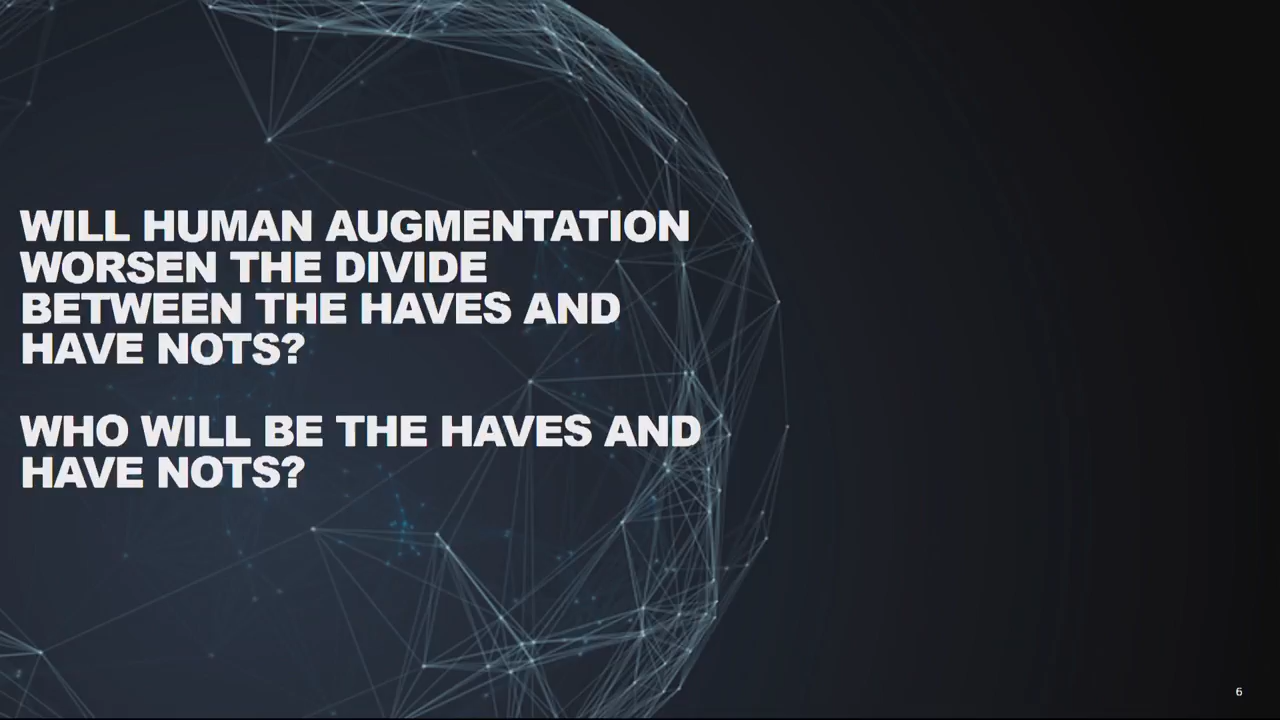 WILL HUMAN AUGMENTATION
WORSEN THE DIVIDE
BETWEEN THE HAVES AND
HAVE NOTS?
WHO WILL BE THE HAVES AND
HAVE NOTS?
6